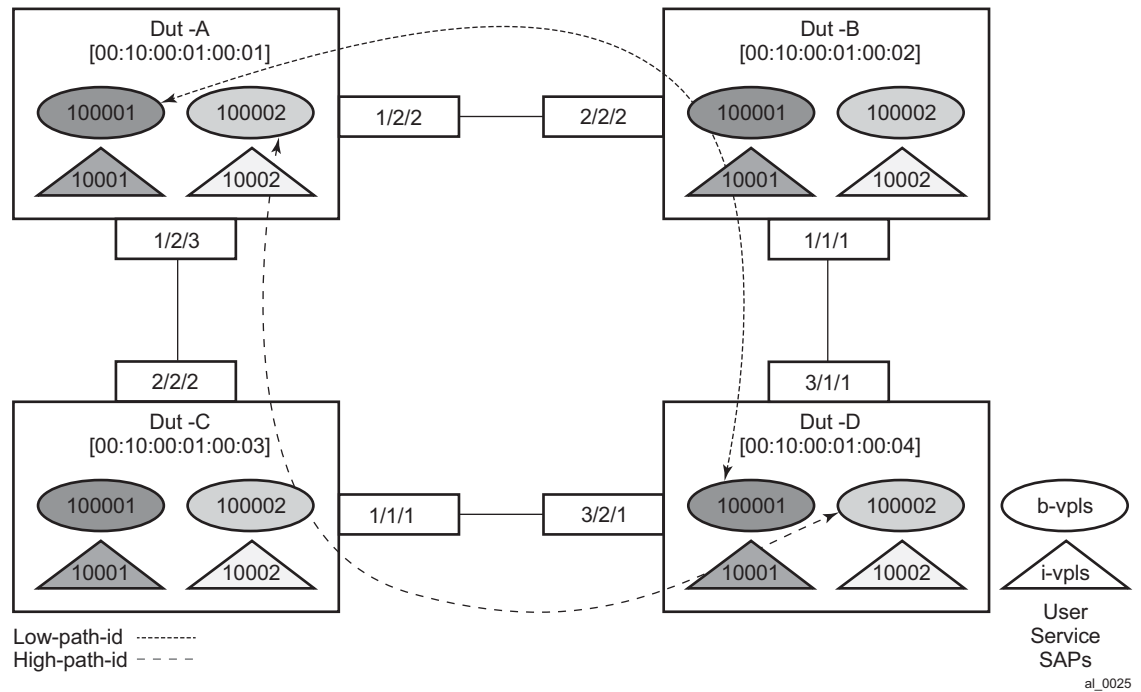 Dut -A
[00:10:00:01:00:01]
100001
100002
10001
10002
1/2/2
2/2/2
Dut -B
[00:10:00:01:00:02]
100001
100002
10001
10002
1/2/3
1/1/1
2/2/2
3/1/1
Dut -C
[00:10:00:01:00:03]
100001
100002
10001
10002
1/1/1
3/2/1
Dut -D
[00:10:00:01:00:04]
100001
100002
10001
10002
b-vpls
i-vpls
User
Service
SAPs
Low-path-id
High-path-id
al_0025